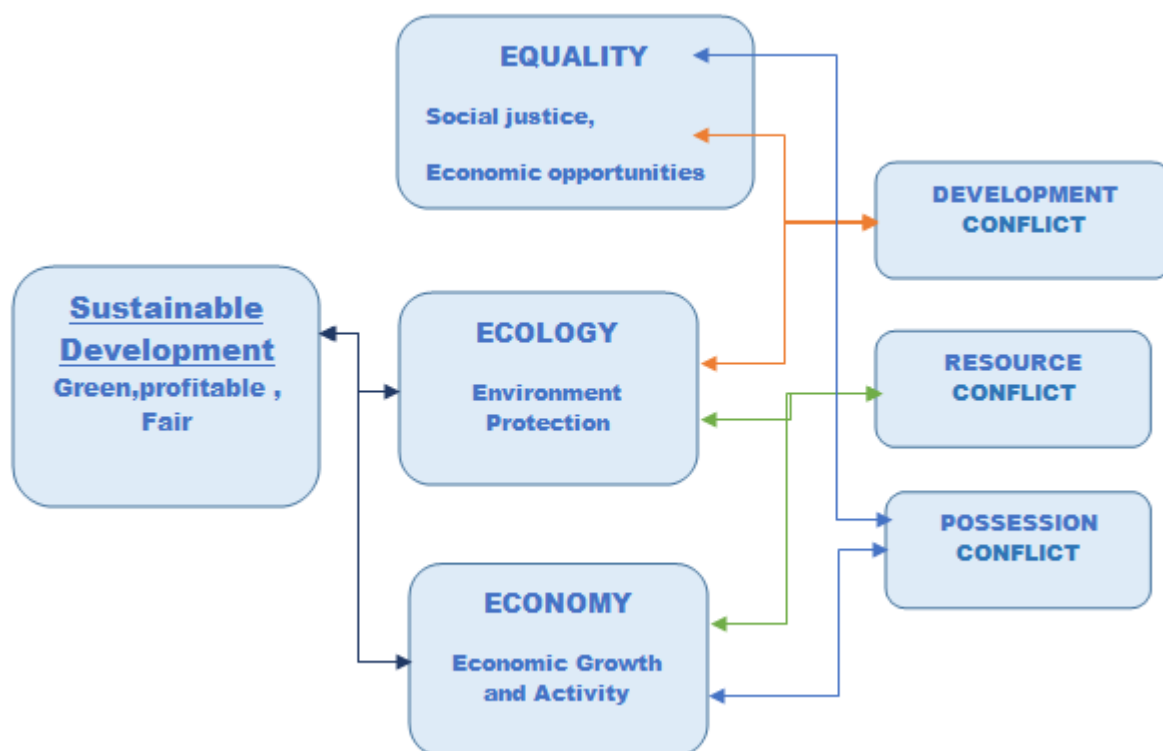 EQUALITY
Social justice,
Economic opportunities
DEVELOPMENT
CONFLICT
Sustainable
Development
Green,profitable ,
Fair
ECOLOGY
Environment
Protection
RESOURCE
CONFLICT
POSSESSION
CONFLICT
ECONOMY
Economic Growth
and Activity